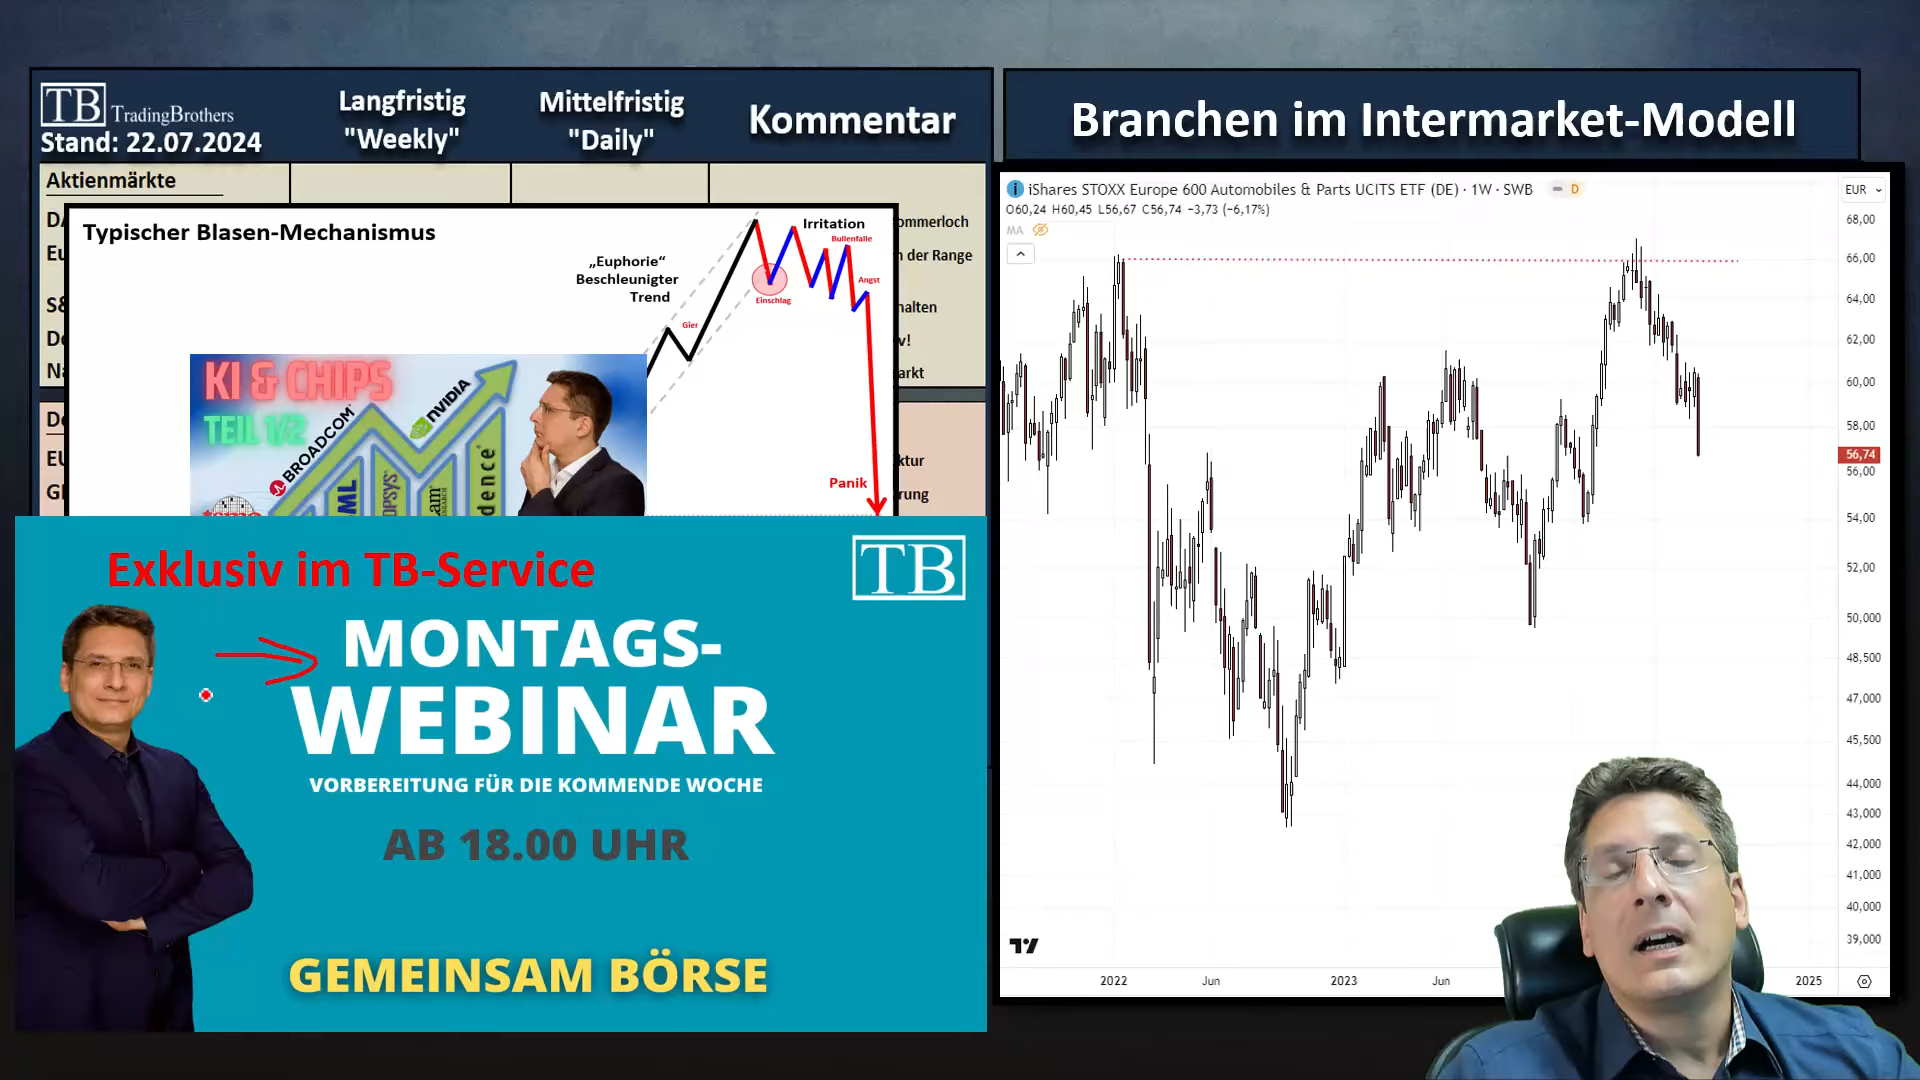 TB TradingBrothers
Stand: 22.07.2024
Langfristig
"Weekly"
Mittelfristig
"Daily"
Kommentar
Aktienmärkte
ommerloch
n der Range
halten
v!
arkt
ktur
rung
Typischer Blasen-Mechanismus
„Euphorie“
Beschleunigter
Trend
Gier
Einschlag
Irritation
Bullenfalle
Angst
Panik
KI & CHIPS
TEIL 1/2
BROADCOM
NVIDIA
Exklusiv im TB-Service
TB
MONTAGS-
WEBINAR
VORBEREITUNG FÜR DIE KOMMENDE WOCHE
AB 18.00 UHR
GEMEINSAM BÖRSE
Branchen im Intermarket-Modell
iShares STOXX Europe 600 Automobiles & Parts UCITS ETF (DE) · 1W · SWB
D
EUR
O60,24 H60,45 L56,67 C56,74 −3,73 (−6,17%)
MA
68,00
66,00
64,00
62,00
60,00
58,00
56,74
56,00
54,00
52,00
50,000
48,500
47,000
45,500
44,000
43,000
42,000
41,000
40,000
39,000
2022
Jun
2023
Jun
2025